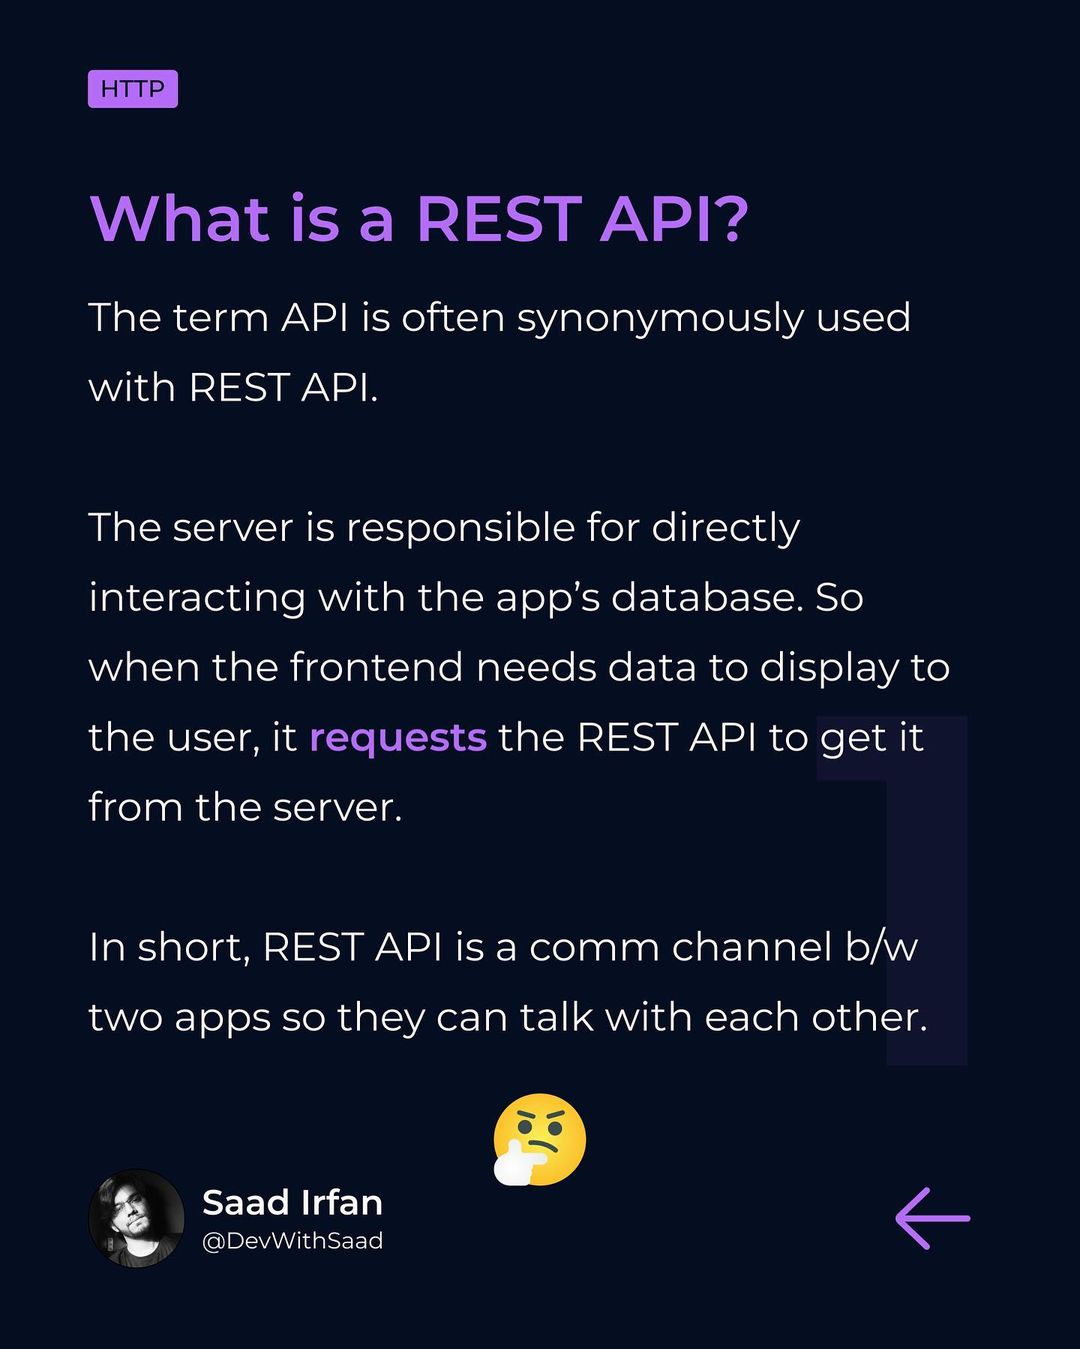 HTTP
What is a REST API?
The term API is often synonymously used
with REST API.
The server is responsible for directly
interacting with the app’s database. So
when the frontend needs data to display to
the user, it requests the REST API to get it
from the server.
In short, REST API is a comm channel b/w
two apps so they can talk with each other.
1
Saad Irfan
@DevWithSaad